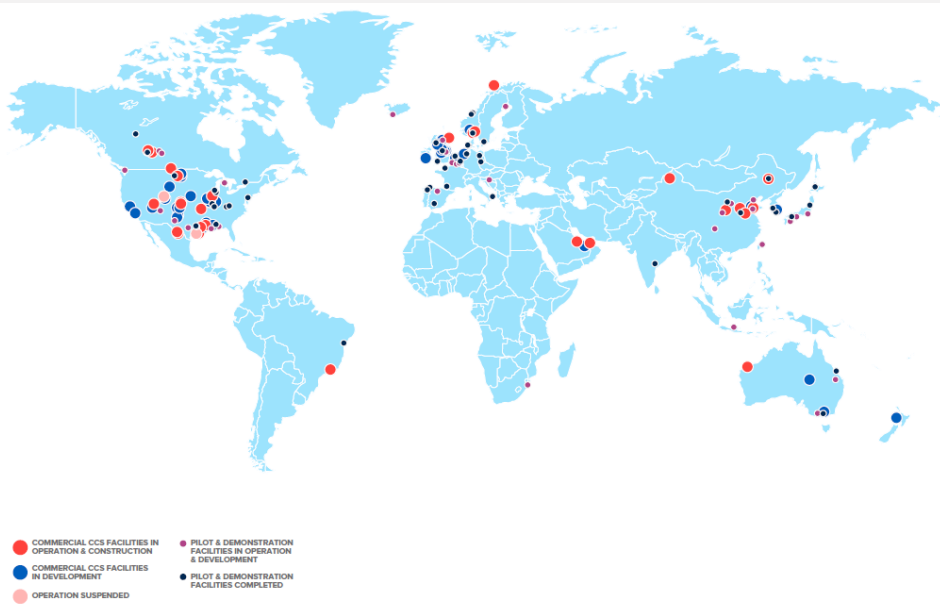 COMMERCIAL CCS FACILITIES IN
OPERATION & CONSTRUCTION
COMMERCIAL CCS FACILITIES
IN DEVELOPMENT
OPERATION SUSPENDED
PILOT & DEMONSTRATION
FACILITIES IN OPERATION
& DEVELOPMENT
PILOT & DEMONSTRATION
FACILITIES COMPLETED